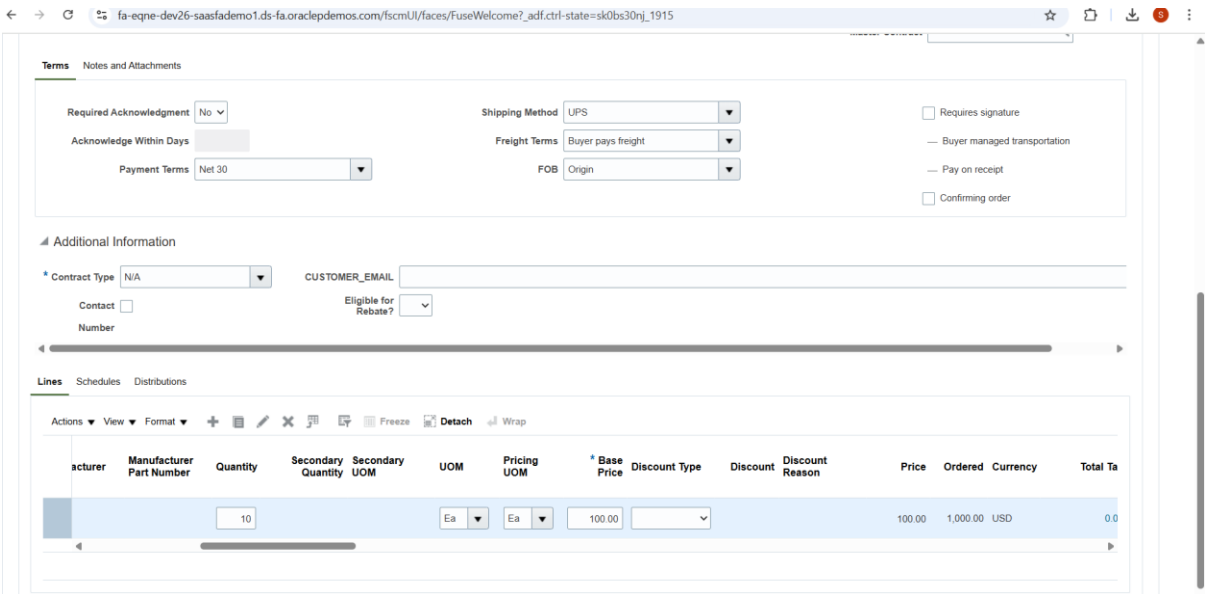 fa-eqne-dev26-saasfademo1.ds-fa.oraclepdemos.com/fscmUI/faces/FuseWelcome?_adf.ctrl-state=sk0bs30nj_1915
S
Master Contract
Terms Notes and Attachments
Required Acknowledgment No Shipping Method UPS Requires signature
Acknowledge Within Days Freight Terms Buyer pays freight — Buyer managed transportation
Payment Terms Net 30 FOB Origin — Pay on receipt
Confirming order
Additional Information
* Contract Type N/A CUSTOMER_EMAIL
Contact Number Eligible for Rebate?
Lines Schedules Distributions
Actions View Format Freeze Detach Wrap
acturer Manufacturer Part Number Quantity Secondary Quantity Secondary UOM UOM Pricing UOM * Base Price Discount Type Discount Discount Reason Price Ordered Currency Total Ta
10 Ea Ea 100.00 100.00 1,000.00 USD 0.0